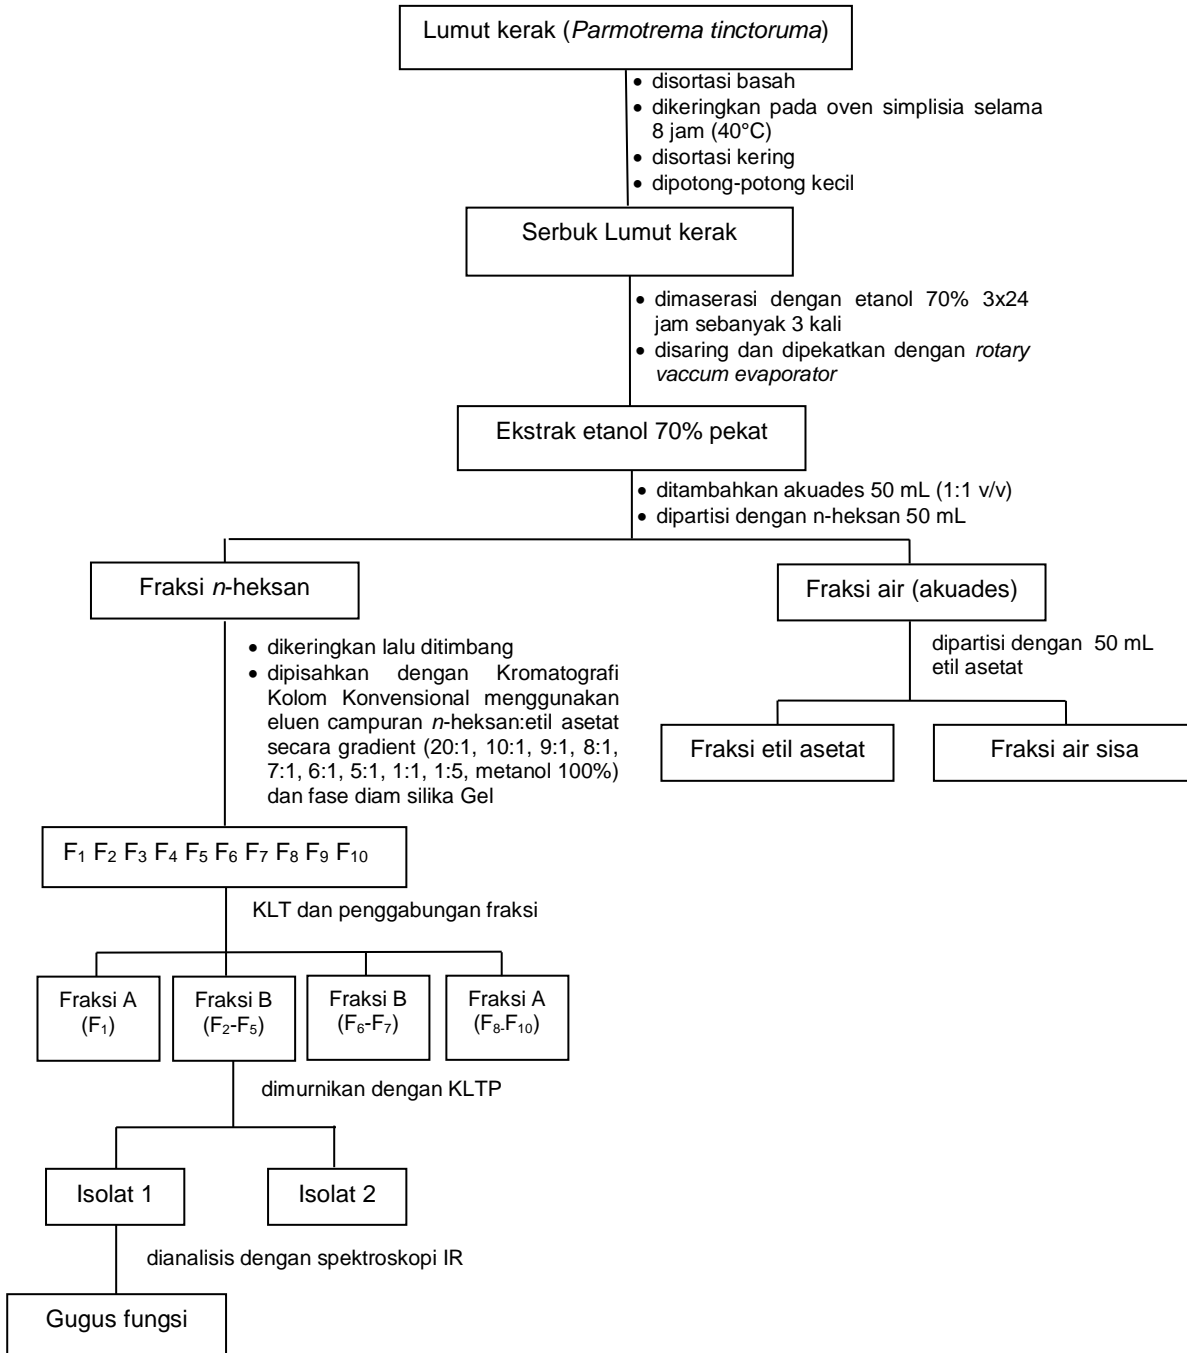 Lumut kerak (Parmotrema tinctoruma)
• disortasi basah
• dikeringkan pada oven simplisia selama
8 jam (40°C)
• disortasi kering
• dipotong-potong kecil
Serbuk Lumut kerak
• dimaserasi dengan etanol 70% 3x24
jam sebanyak 3 kali
• disaring dan dipekatkan dengan rotary
vaccum evaporator
Ekstrak etanol 70% pekat
• ditambahkan akuades 50 mL (1:1 v/v)
• dipartisi dengan n-heksan 50 mL
Fraksi n-heksan
Fraksi air (akuades)
• dikeringkan lalu ditimbang
• dipisahkan dengan Kromatografi
Kolom Konvensional menggunakan
eluen campuran n-heksan:etil asetat
secara gradient (20:1, 10:1, 9:1, 8:1,
7:1, 6:1, 5:1, 1:1, 1:5, metanol 100%)
dan fase diam silika Gel
dipartisi dengan 50 mL
etil asetat
Fraksi etil asetat
Fraksi air sisa
F₁ F₂ F₃ F₄ F₅ F₆ F₇ F₈ F₉ F₁₀
KLT dan penggabungan fraksi
Fraksi A
(F₁)
Fraksi B
(F₂-F₅)
Fraksi B
(F₆-F₇)
Fraksi A
(F₈-F₁₀)
dimurnikan dengan KLTP
Isolat 1
Isolat 2
dianalisis dengan spektroskopi IR
Gugus fungsi